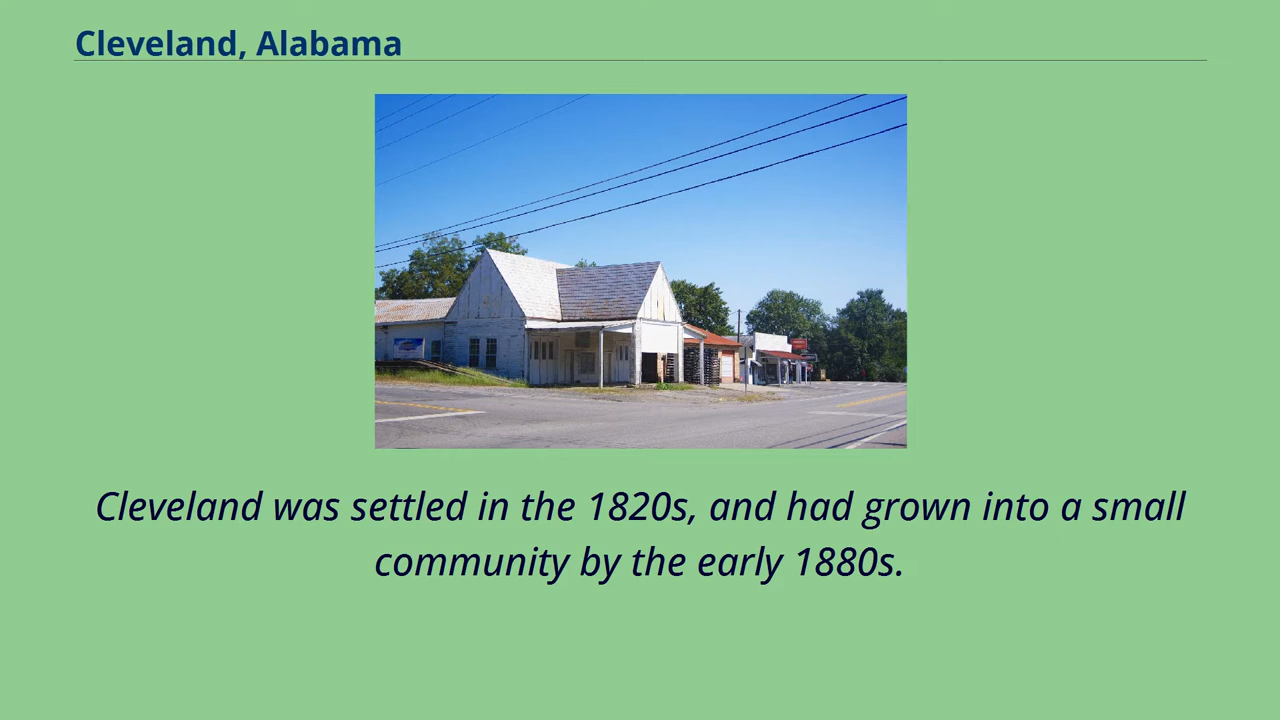 Cleveland, Alabama
Cleveland was settled in the 1820s, and had grown into a small
community by the early 1880s.